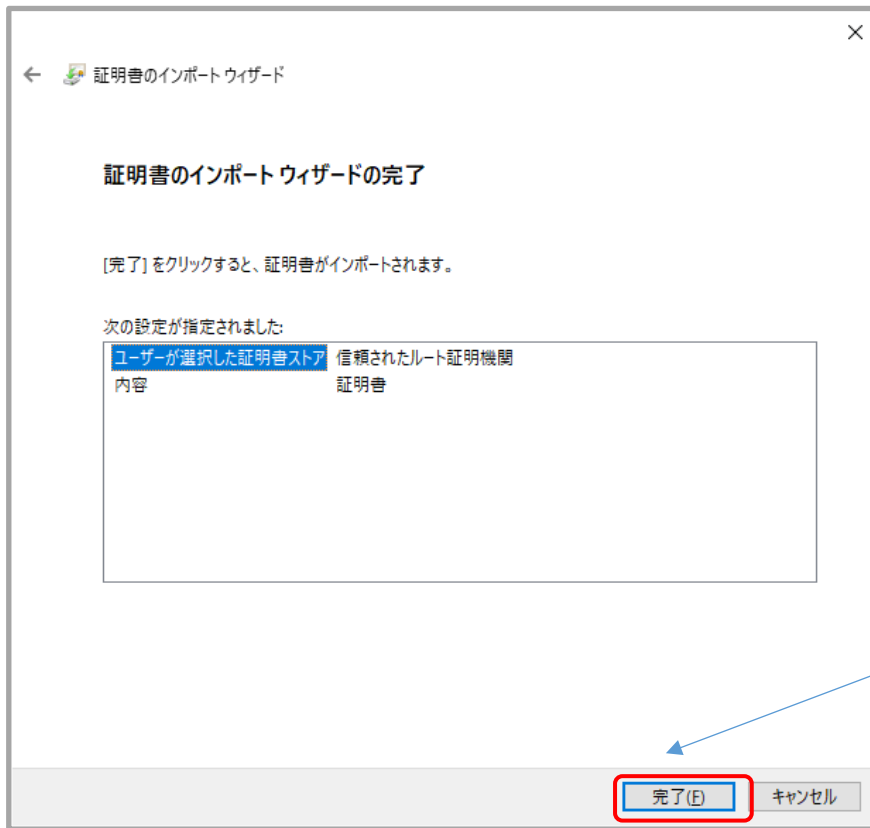 証明書のインポート ウィザード
証明書のインポート ウィザードの完了
[完了] をクリックすると、証明書がインポートされます。
次の設定が指定されました:
ユーザーが選択した証明書ストア 信頼されたルート証明機関
内容 証明書
完了(F) キャンセル